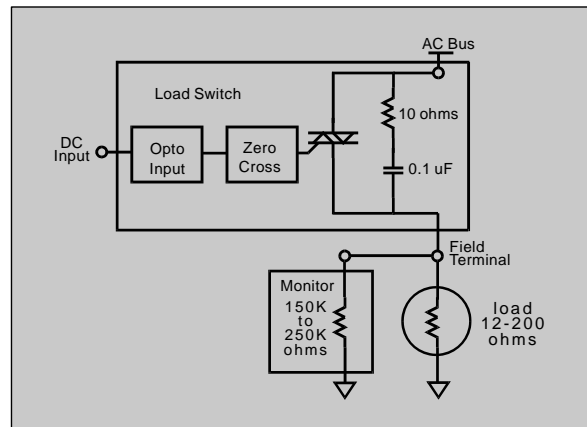 AC Bus
Load Switch
10 ohms
DC
Input
Opto
Input
Zero
Cross
0.1 uF
Field
Terminal
Monitor
150K
to
250K
ohms
load
12-200
ohms